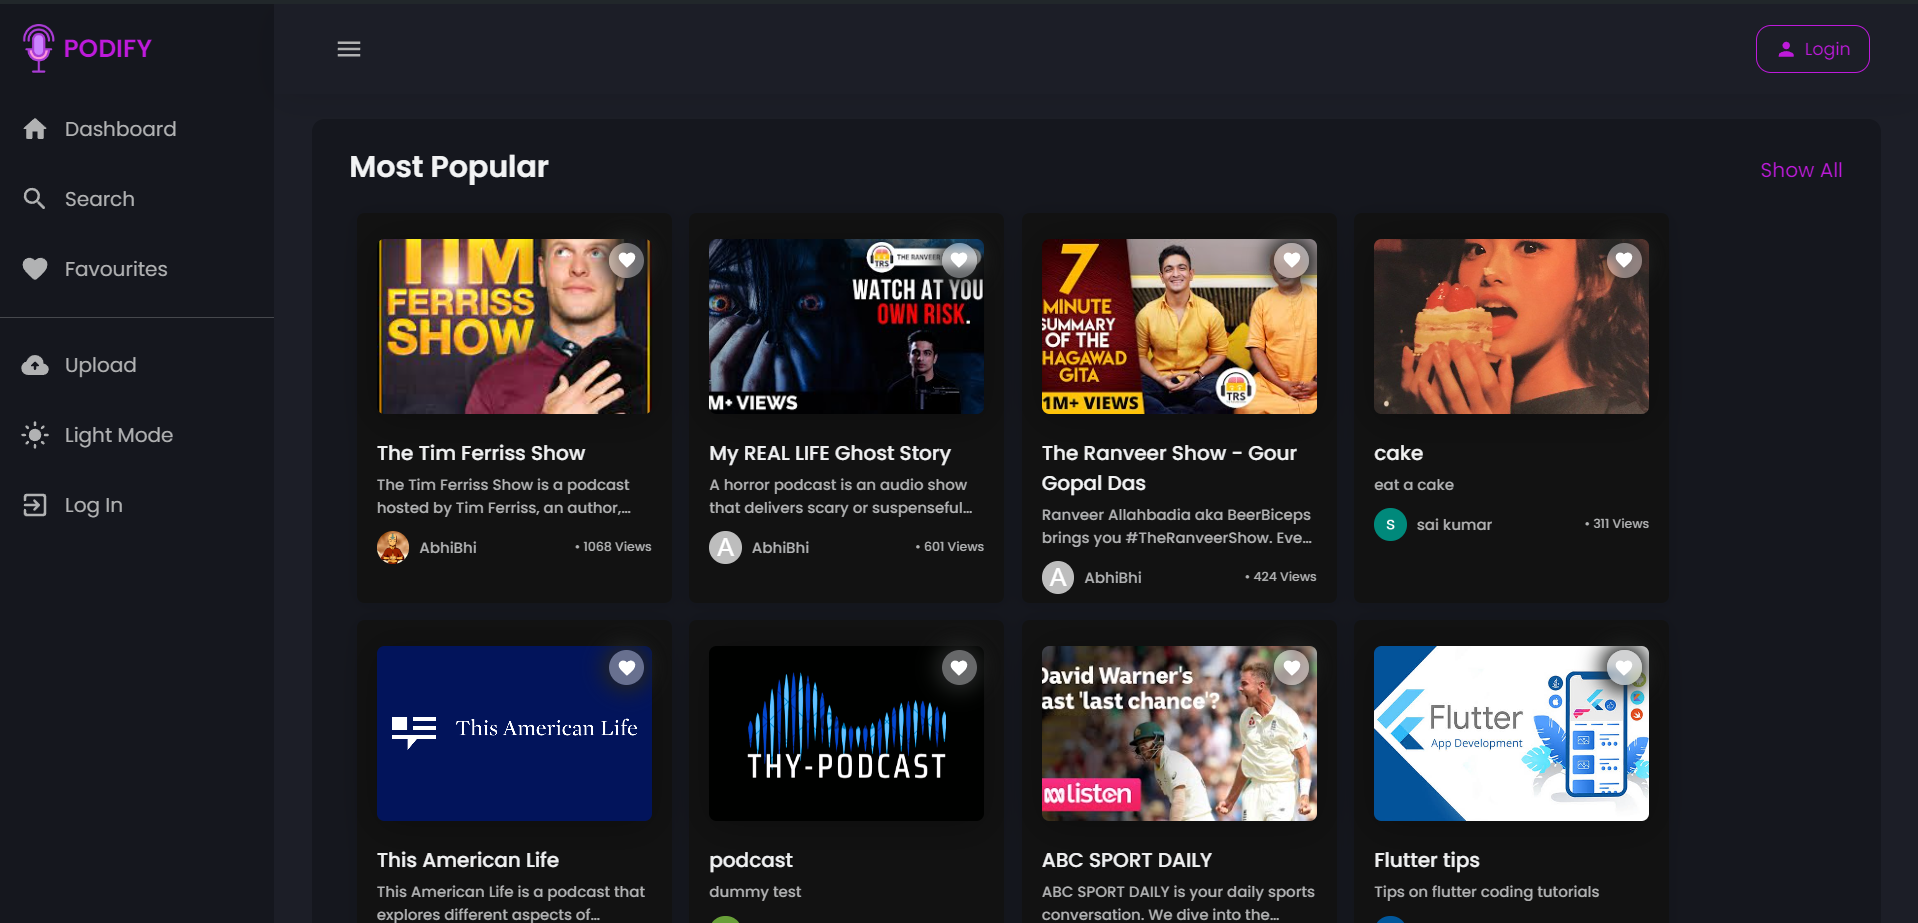 PODIFY
Login
Dashboard
Search
Favourites
Upload
Light Mode
Log In
Most Popular
Show All
TIM
FERRISS
SHOW
The Tim Ferriss Show
The Tim Ferriss Show is a podcast
hosted by Tim Ferriss, an author,...
AbhiBhi
• 1068 Views
TRS
THE RANVEER
WATCH AT YOU
OWN RISK.
M+ VIEWS
My REAL LIFE Ghost Story
A horror podcast is an audio show
that delivers scary or suspenseful...
A
AbhiBhi
• 601 Views
7
MINUTE
SUMMARY
OF THE
HAGAWAD
GITA
1M+ VIEWS
TRS
The Ranveer Show - Gour
Gopal Das
Ranveer Allahbadia aka BeerBiceps
brings you #TheRanveerShow. Eve...
A
AbhiBhi
• 424 Views
cake
eat a cake
S
sai kumar
• 311 Views
This American Life
This American Life
This American Life is a podcast that
explores different aspects of...
THY-PODCAST
podcast
dummy test
David Warner's
ast 'last chance'?
listen
ABC SPORT DAILY
ABC SPORT DAILY is your daily sports
conversation. We dive into the...
Flutter
App Development
Flutter tips
Tips on flutter coding tutorials